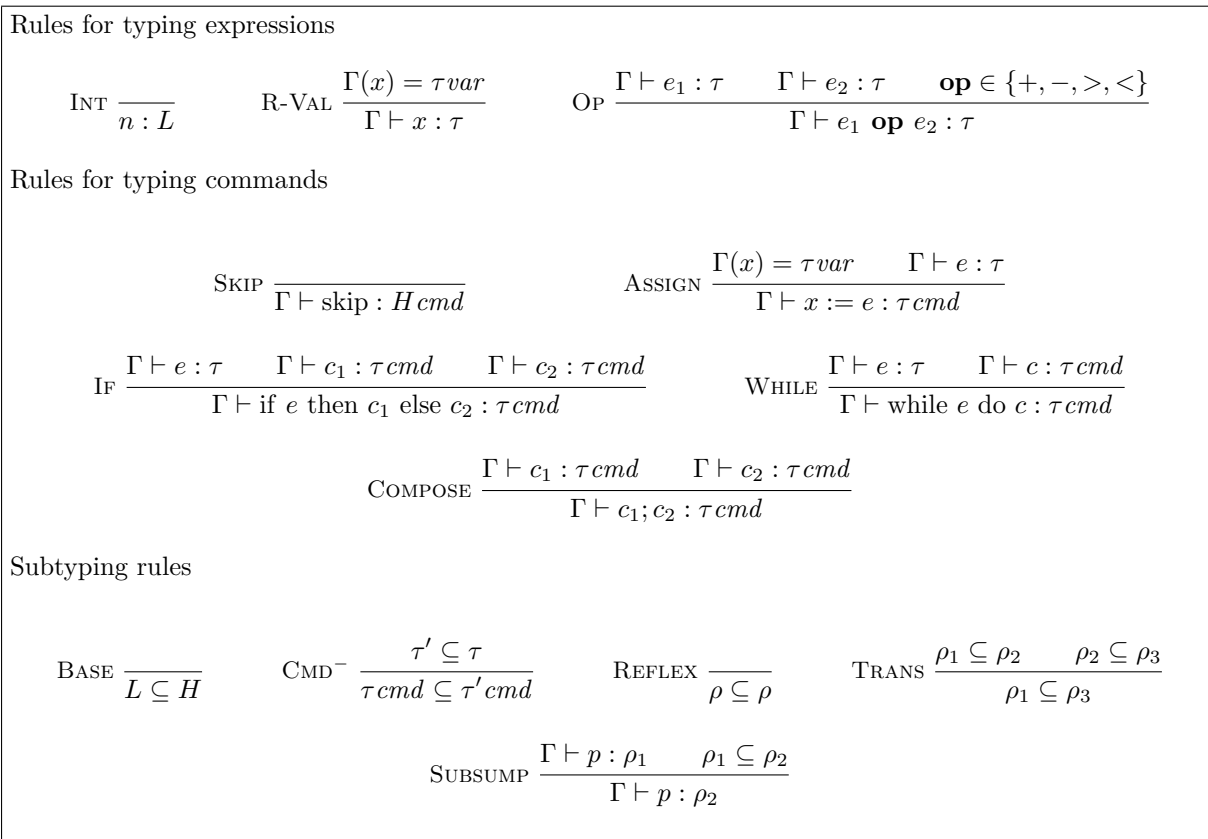 Rules for typing expressions
Γ(x) = τ var Γ ⊢ e₁ : τ Γ ⊢ e₂ : τ op ∈ {+, −, >, <}
INT R-VAL OP
n : L Γ ⊢ x : τ Γ ⊢ e₁ op e₂ : τ
Rules for typing commands
Γ(x) = τ var Γ ⊢ e : τ
SKIP ASSIGN
Γ ⊢ skip : H cmd Γ ⊢ x := e : τ cmd
Γ ⊢ e : τ Γ ⊢ c₁ : τ cmd Γ ⊢ c₂ : τ cmd Γ ⊢ e : τ Γ ⊢ c : τ cmd
IF WHILE
Γ ⊢ if e then c₁ else c₂ : τ cmd Γ ⊢ while e do c : τ cmd
Γ ⊢ c₁ : τ cmd Γ ⊢ c₂ : τ cmd
COMPOSE
Γ ⊢ c₁; c₂ : τ cmd
Subtyping rules
τ′ ⊆ τ ρ₁ ⊆ ρ₂ ρ₂ ⊆ ρ₃
BASE CMD⁻ REFLEX TRANS
L ⊆ H τ cmd ⊆ τ′ cmd ρ ⊆ ρ ρ₁ ⊆ ρ₃
Γ ⊢ p : ρ₁ ρ₁ ⊆ ρ₂
SUBSUMP
Γ ⊢ p : ρ₂